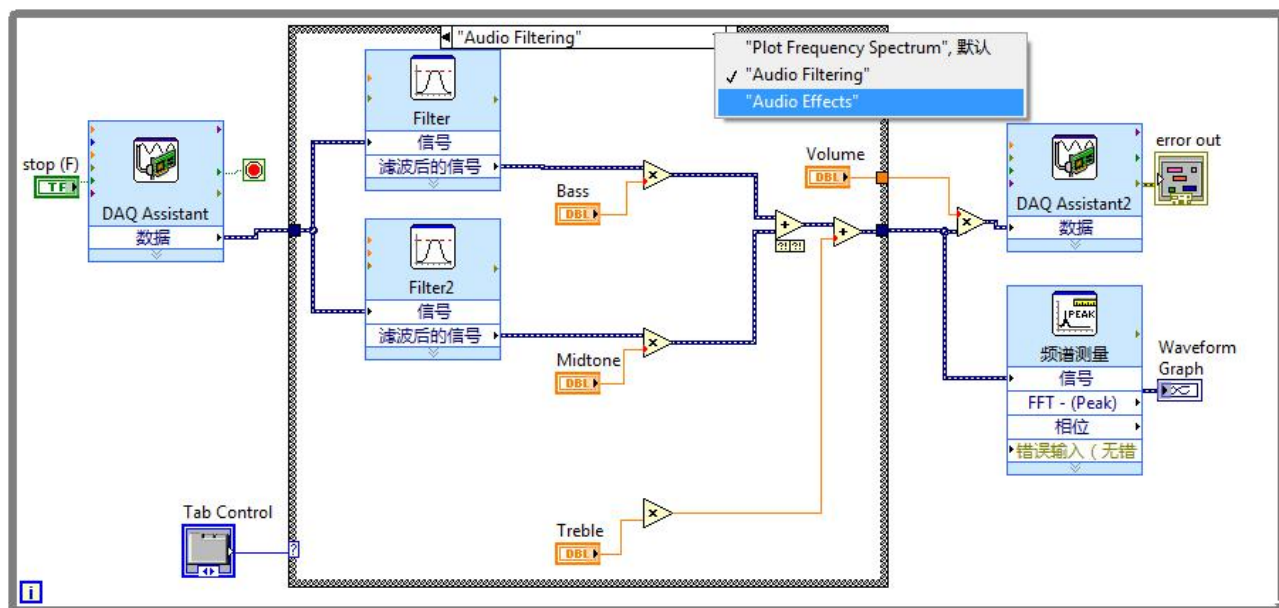 "Audio Filtering"
"Plot Frequency Spectrum", 默认
✓ "Audio Filtering"
"Audio Effects"
stop (F)
TF
DAQ Assistant
数据
Filter
信号
滤波后的信号
Bass
DBL
Filter2
信号
滤波后的信号
Midtone
DBL
Treble
DBL
Volume
DBL
Tab Control
?
i
DAQ Assistant2
数据
error out
PEAK
频谱测量
信号
FFT - (Peak)
相位
错误输入 ( 无错
Waveform
Graph